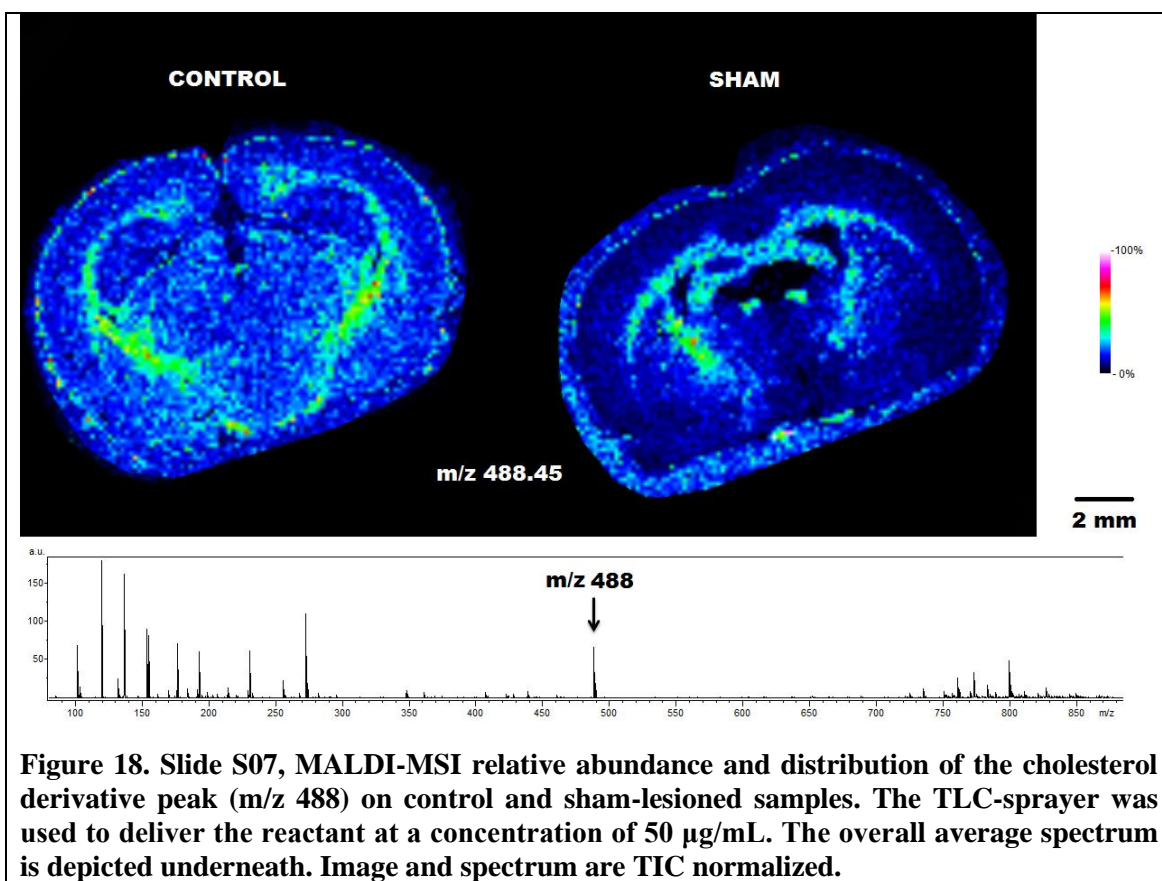 CONTROL
SHAM
-100%
- 0%
m/z 488.45
2 mm
a.u.
m/z 488
150
100
50
100 150 200 250 300 350 400 450 500 550 600 650 700 750 800 850 m/z
Figure 18. Slide S07, MALDI-MSI relative abundance and distribution of the cholesterol
derivative peak (m/z 488) on control and sham-lesioned samples. The TLC-sprayer was
used to deliver the reactant at a concentration of 50 µg/mL. The overall average spectrum
is depicted underneath. Image and spectrum are TIC normalized.